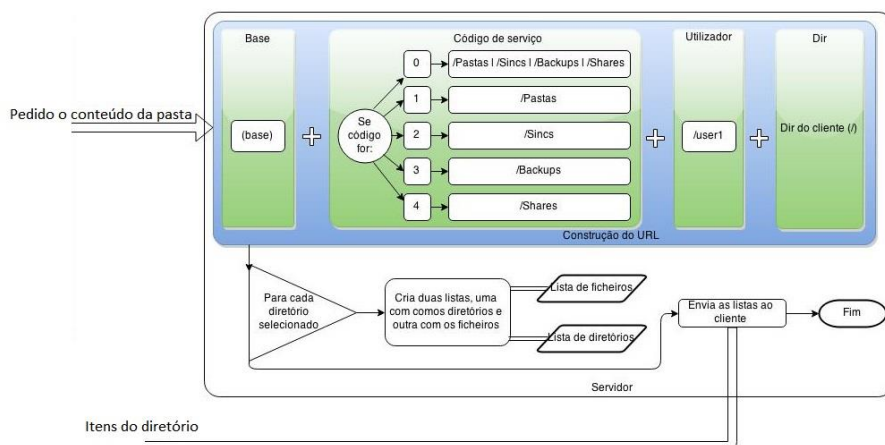 Base
Código de serviço
Utilizador
Dir
Pedido o conteúdo da pasta
(base)
Se
código
for:
0
/Pastas | /Sincs | /Backups | /Shares
1
/Pastas
2
/Sincs
3
/Backups
4
/Shares
/user1
Dir do cliente (/)
Construção do URL
Para cada
diretório
selecionado
Cria duas listas, uma
com comos diretórios e
outra com os ficheiros
Lista de ficheiros
Lista de diretórios
Envia as listas ao
cliente
Fim
Servidor
Itens do diretório